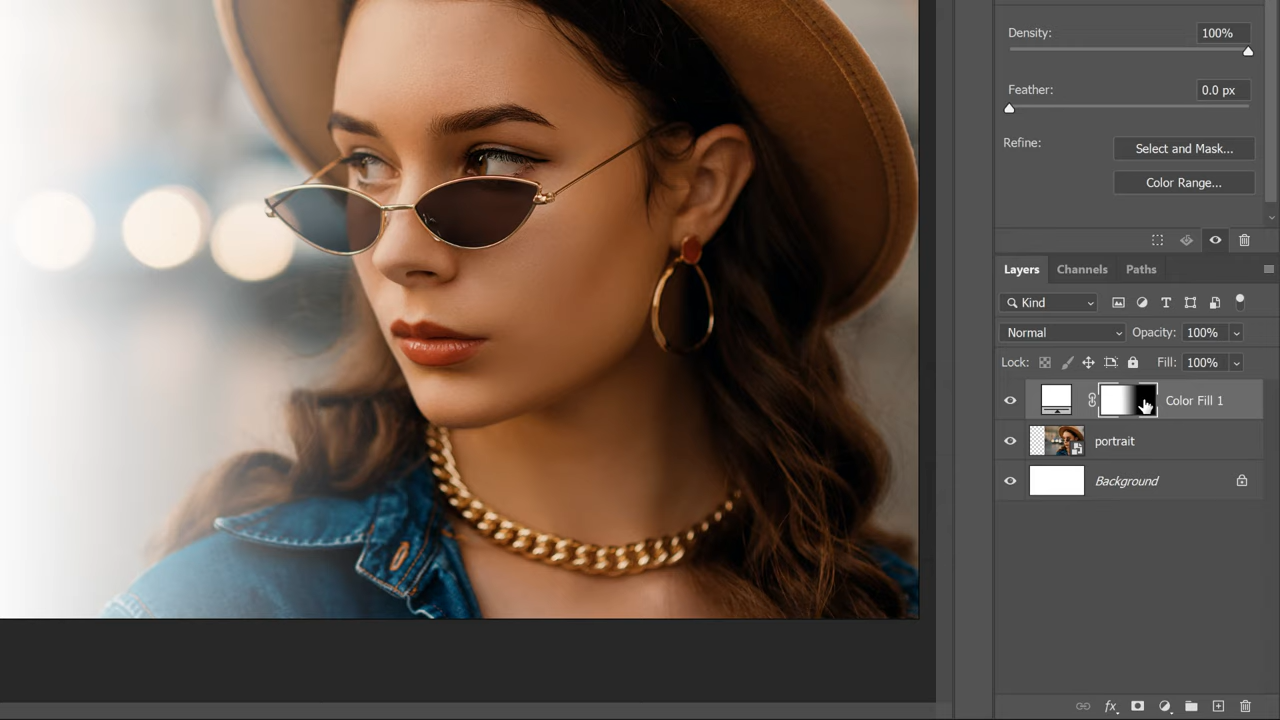 Density: 100%
Feather: 0.0 px
Refine: Select and Mask...
Color Range...
Layers Channels Paths
Kind
Normal Opacity: 100%
Lock: Fill: 100%
Color Fill 1
portrait
Background
fx